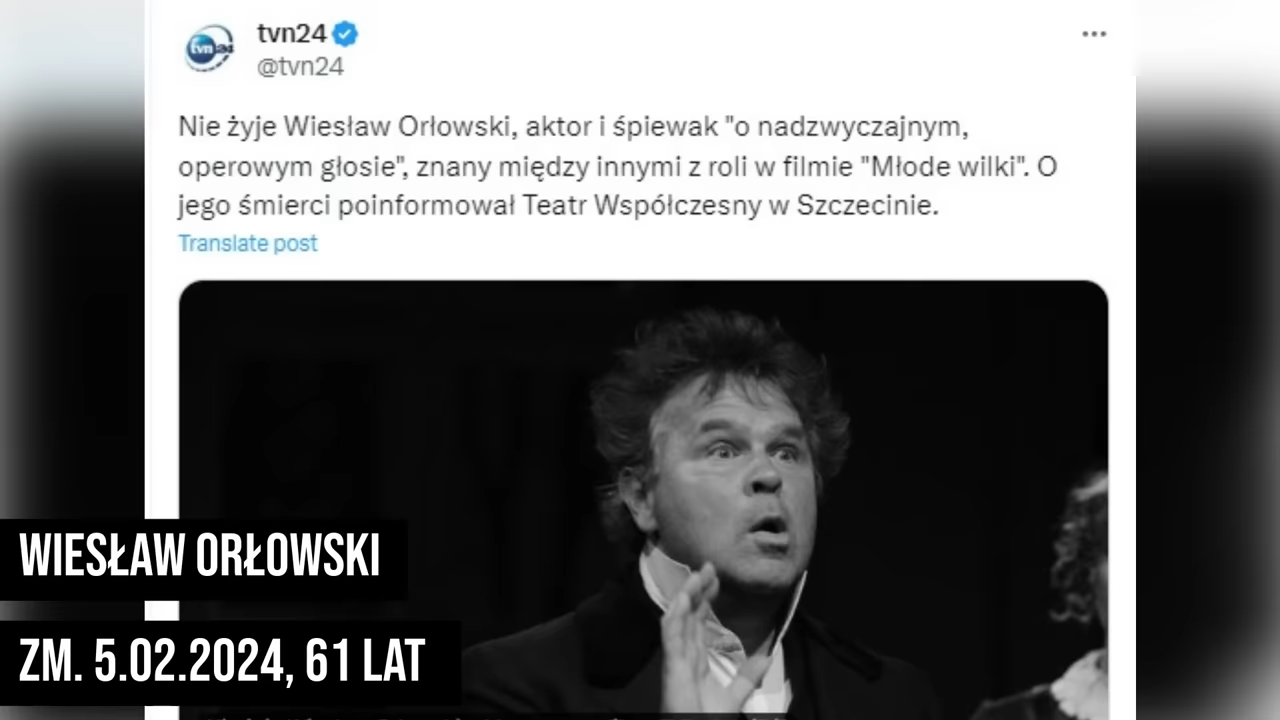 tvn24
@tvn24
Nie żyje Wiesław Orłowski, aktor i śpiewak "o nadzwyczajnym,
operowym głosie", znany między innymi z roli w filmie "Młode wilki". O
jego śmierci poinformował Teatr Współczesny w Szczecinie.
Translate post
WIESŁAW ORŁOWSKI
ZM. 5.02.2024, 61 LAT